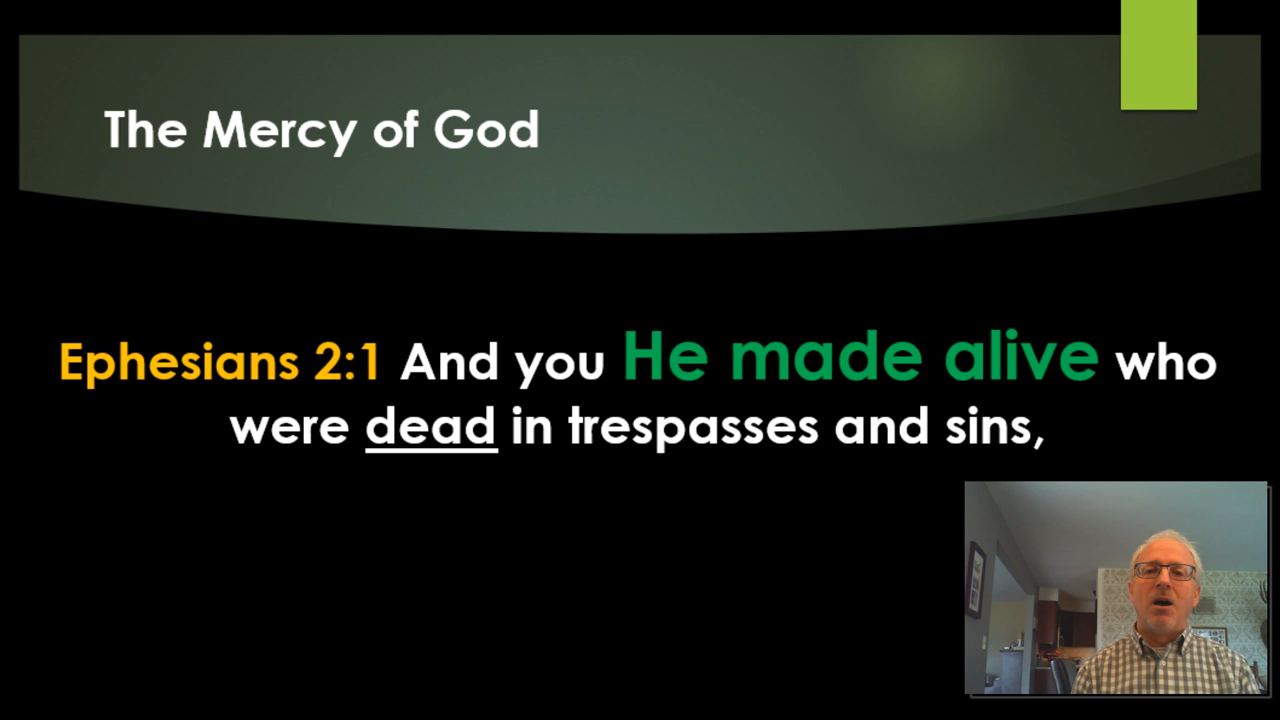 The Mercy of God
Ephesians 2:1 And you He made alive who
were dead in trespasses and sins,